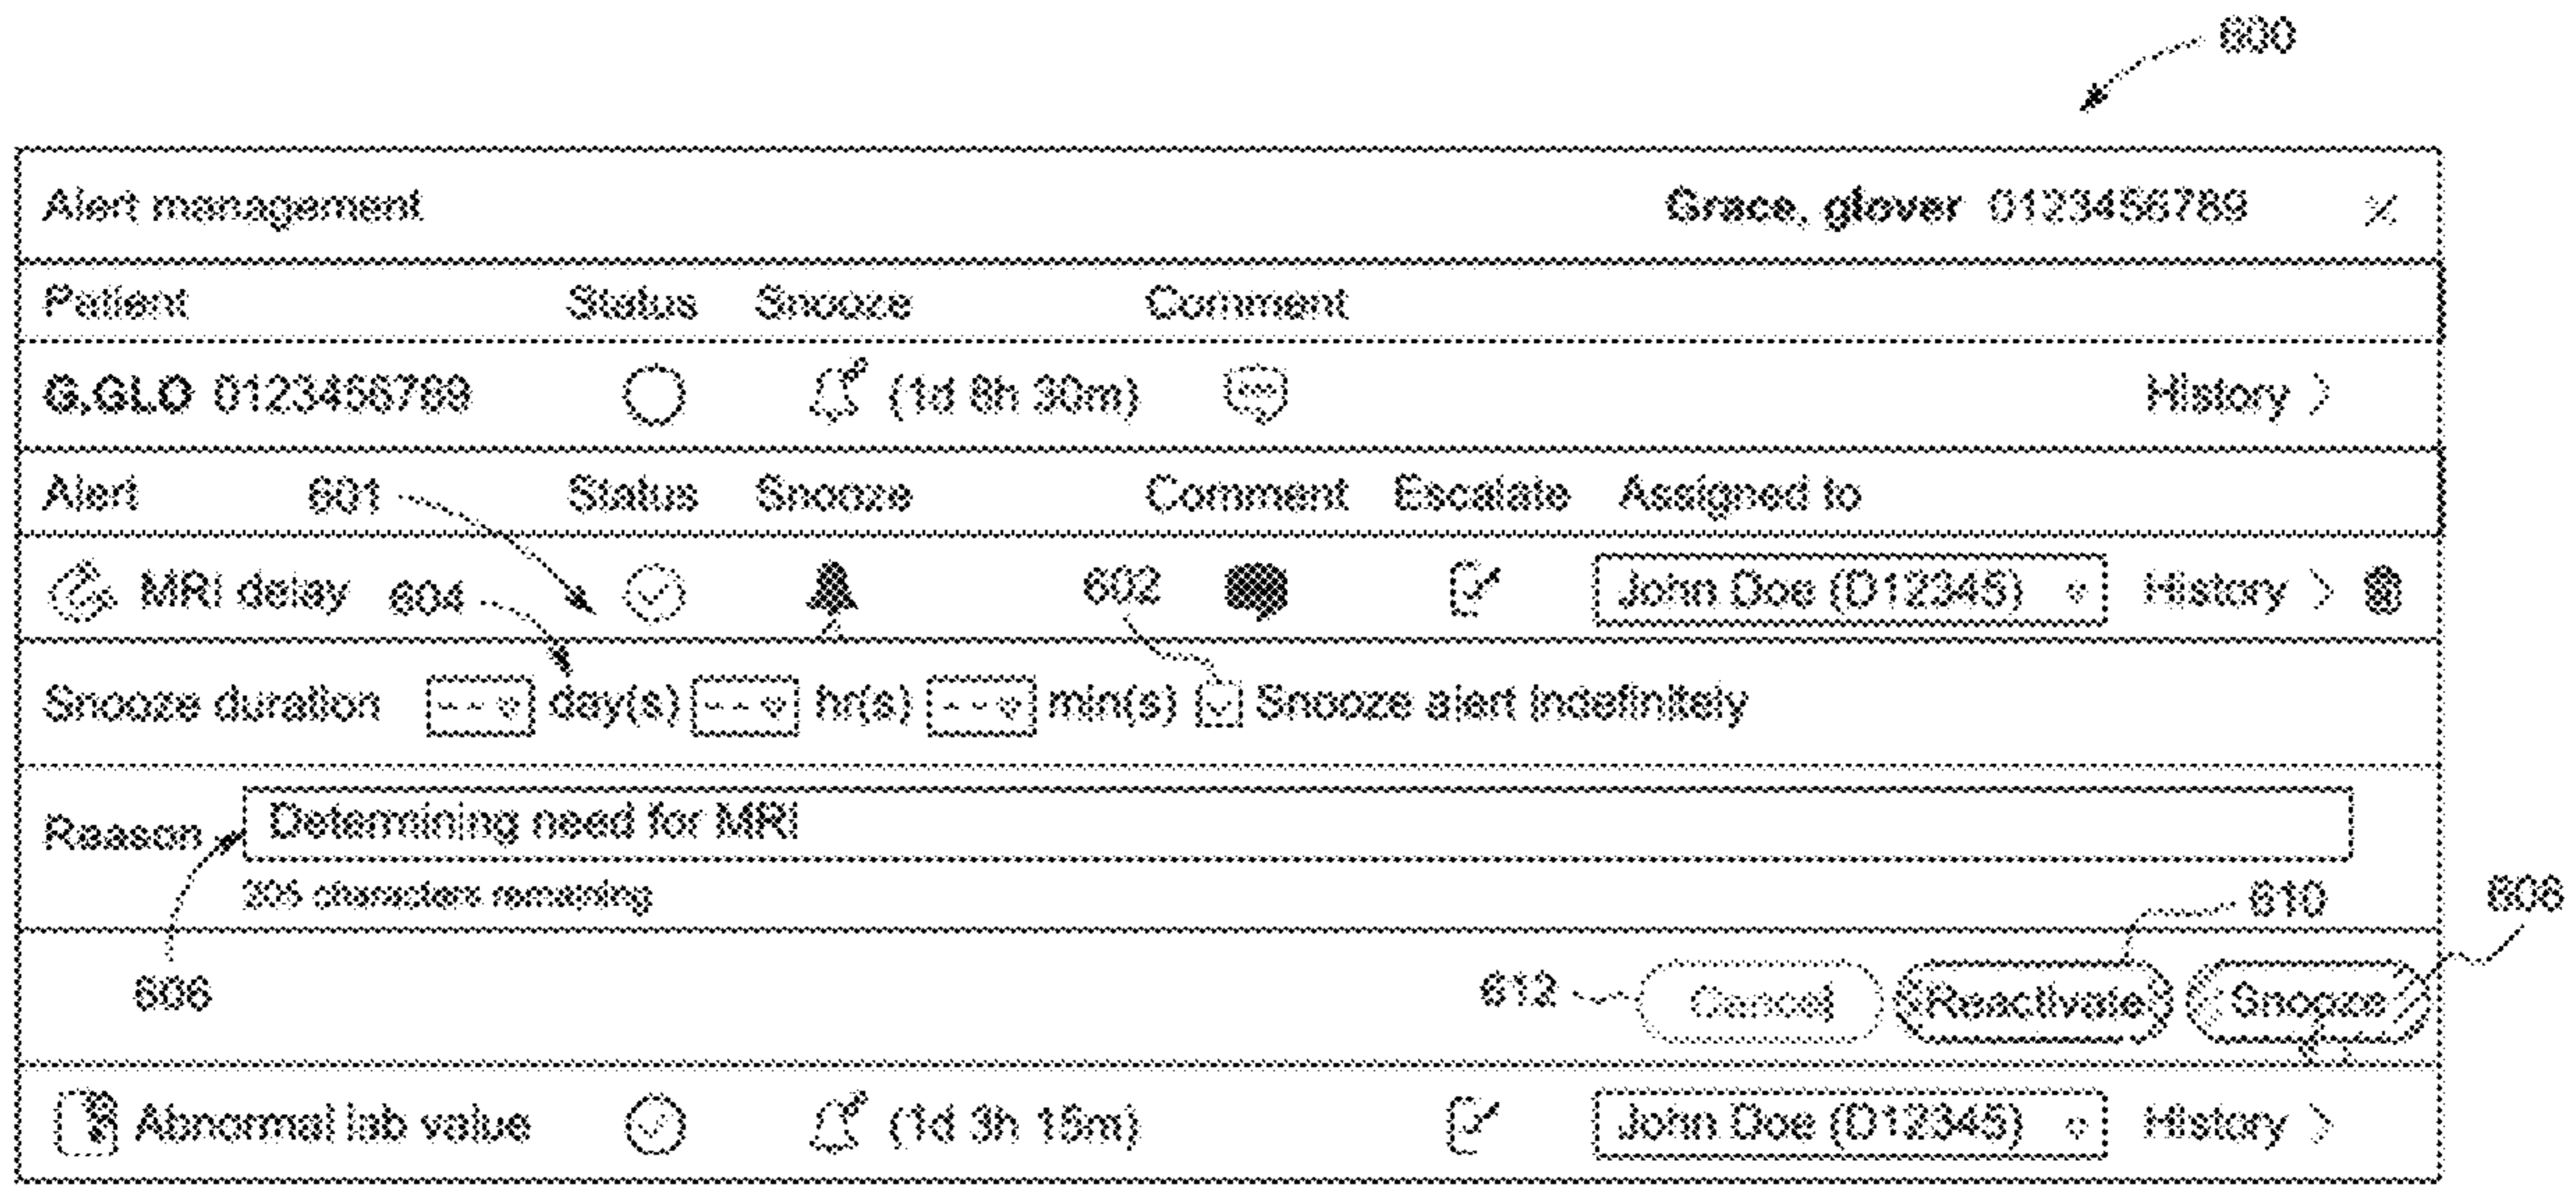 600
Alert management Grace, glover 0123456789
Patient Status Snooze Comment
G,GLO 0123456789 (1d 8h 30m) History >
Alert 601 Status Snooze Comment Escalate Assigned to
MRI delay 604 602 John Doe (D12345) History >
Snooze duration -- day(s) -- hr(s) -- min(s) Snooze alert indefinitely
Reason Determining need for MRI
characters remaining
610 608
606 612 Cancel Reactivate Snooze
Abnormal lab value (1d 3h 15m) John Doe (D12345) History >